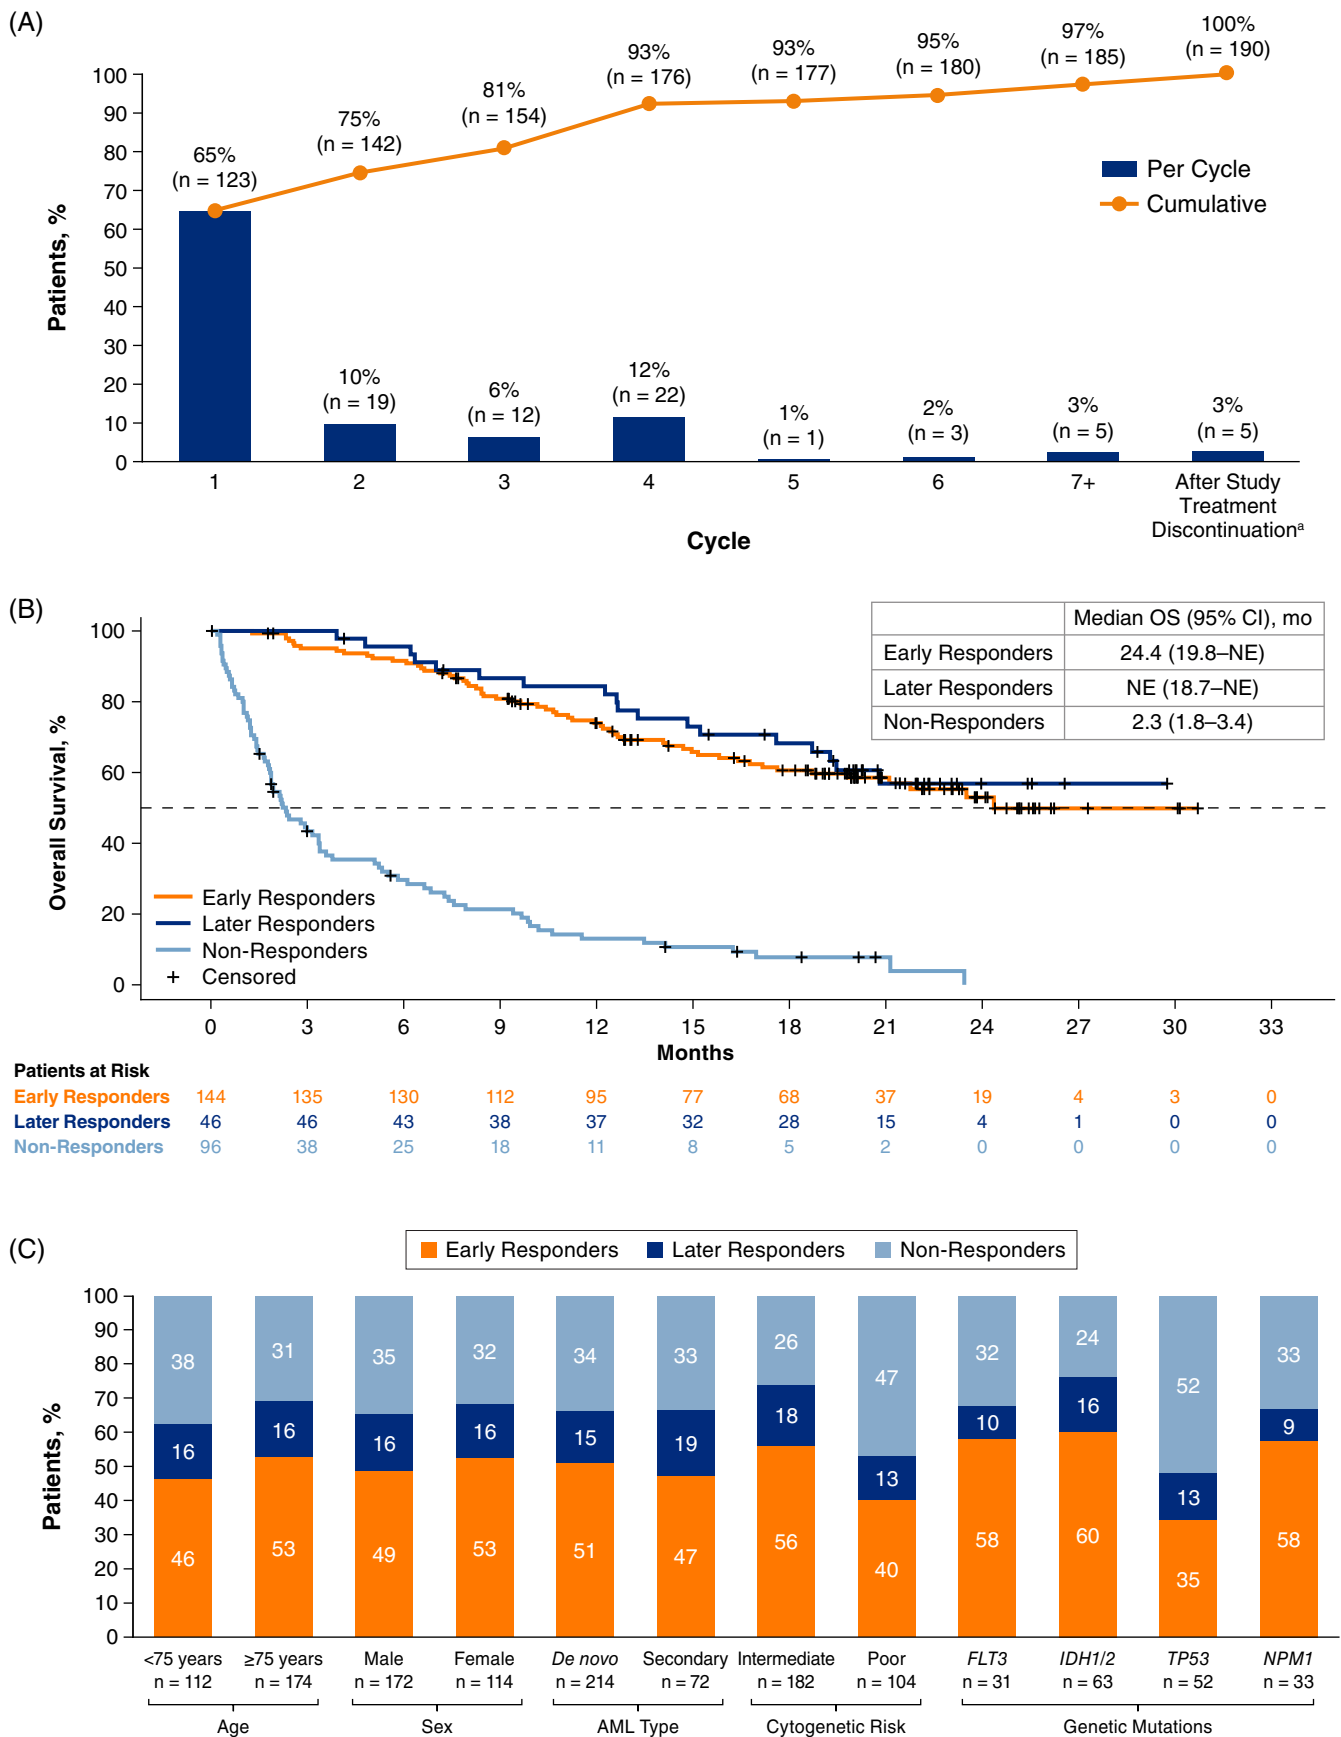 (A)
Patients, %
100
90
80
70
60
50
40
30
20
10
0
65%
(n = 123)
75%
(n = 142)
81%
(n = 154)
93%
(n = 176)
93%
(n = 177)
95%
(n = 180)
97%
(n = 185)
100%
(n = 190)
Per Cycle
Cumulative
10%
(n = 19)
6%
(n = 12)
12%
(n = 22)
1%
(n = 1)
2%
(n = 3)
3%
(n = 5)
3%
(n = 5)
1 2 3 4 5 6 7+ After Study
Treatment
Discontinuationᵃ
Cycle
(B)
Overall Survival, %
100
80
60
40
20
0
Median OS (95% CI), mo
Early Responders 24.4 (19.8–NE)
Later Responders NE (18.7–NE)
Non-Responders 2.3 (1.8–3.4)
Early Responders
Later Responders
Non-Responders
+ Censored
0 3 6 9 12 15 18 21 24 27 30 33
Months
Patients at Risk
Early Responders 144 135 130 112 95 77 68 37 19 4 3 0
Later Responders 46 46 43 38 37 32 28 15 4 1 0 0
Non-Responders 96 38 25 18 11 8 5 2 0 0 0 0
(C)
Early Responders Later Responders Non-Responders
Patients, %
100
90
80
70
60
50
40
30
20
10
0
38 31 35 32 34 33 26 47 32 24 52 33
16 16 16 16 15 19 18 13 10 16 13 9
46 53 49 53 51 47 56 40 58 60 35 58
<75 years ≥75 years Male Female De novo Secondary Intermediate Poor FLT3 IDH1/2 TP53 NPM1
n = 112 n = 174 n = 172 n = 114 n = 214 n = 72 n = 182 n = 104 n = 31 n = 63 n = 52 n = 33
Age Sex AML Type Cytogenetic Risk Genetic Mutations